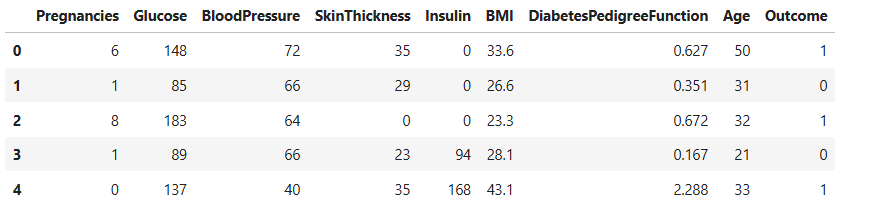 Pregnancies Glucose BloodPressure SkinThickness Insulin BMI DiabetesPedigreeFunction Age Outcome
0 6 148 72 35 0 33.6 0.627 50 1
1 1 85 66 29 0 26.6 0.351 31 0
2 8 183 64 0 0 23.3 0.672 32 1
3 1 89 66 23 94 28.1 0.167 21 0
4 0 137 40 35 168 43.1 2.288 33 1